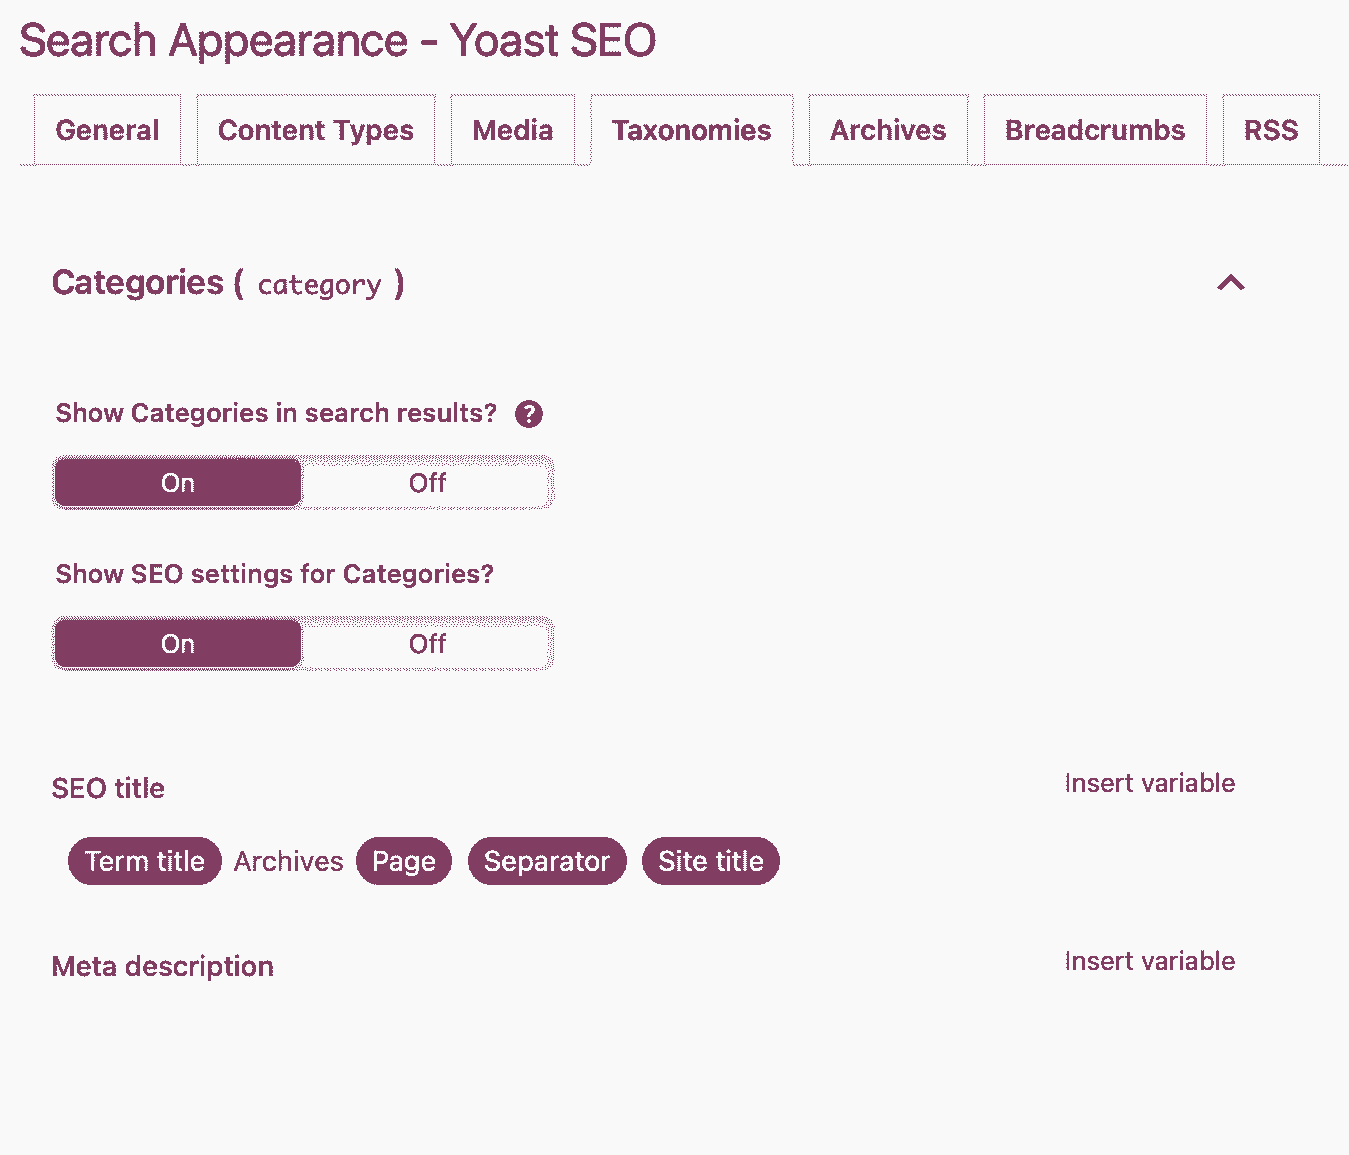 Search Appearance - Yoast SEO
General Content Types Media Taxonomies Archives Breadcrumbs RSS
Categories ( category )
Show Categories in search results? ?
On Off
Show SEO settings for Categories?
On Off
SEO title Insert variable
Term title Archives Page Separator Site title
Meta description Insert variable